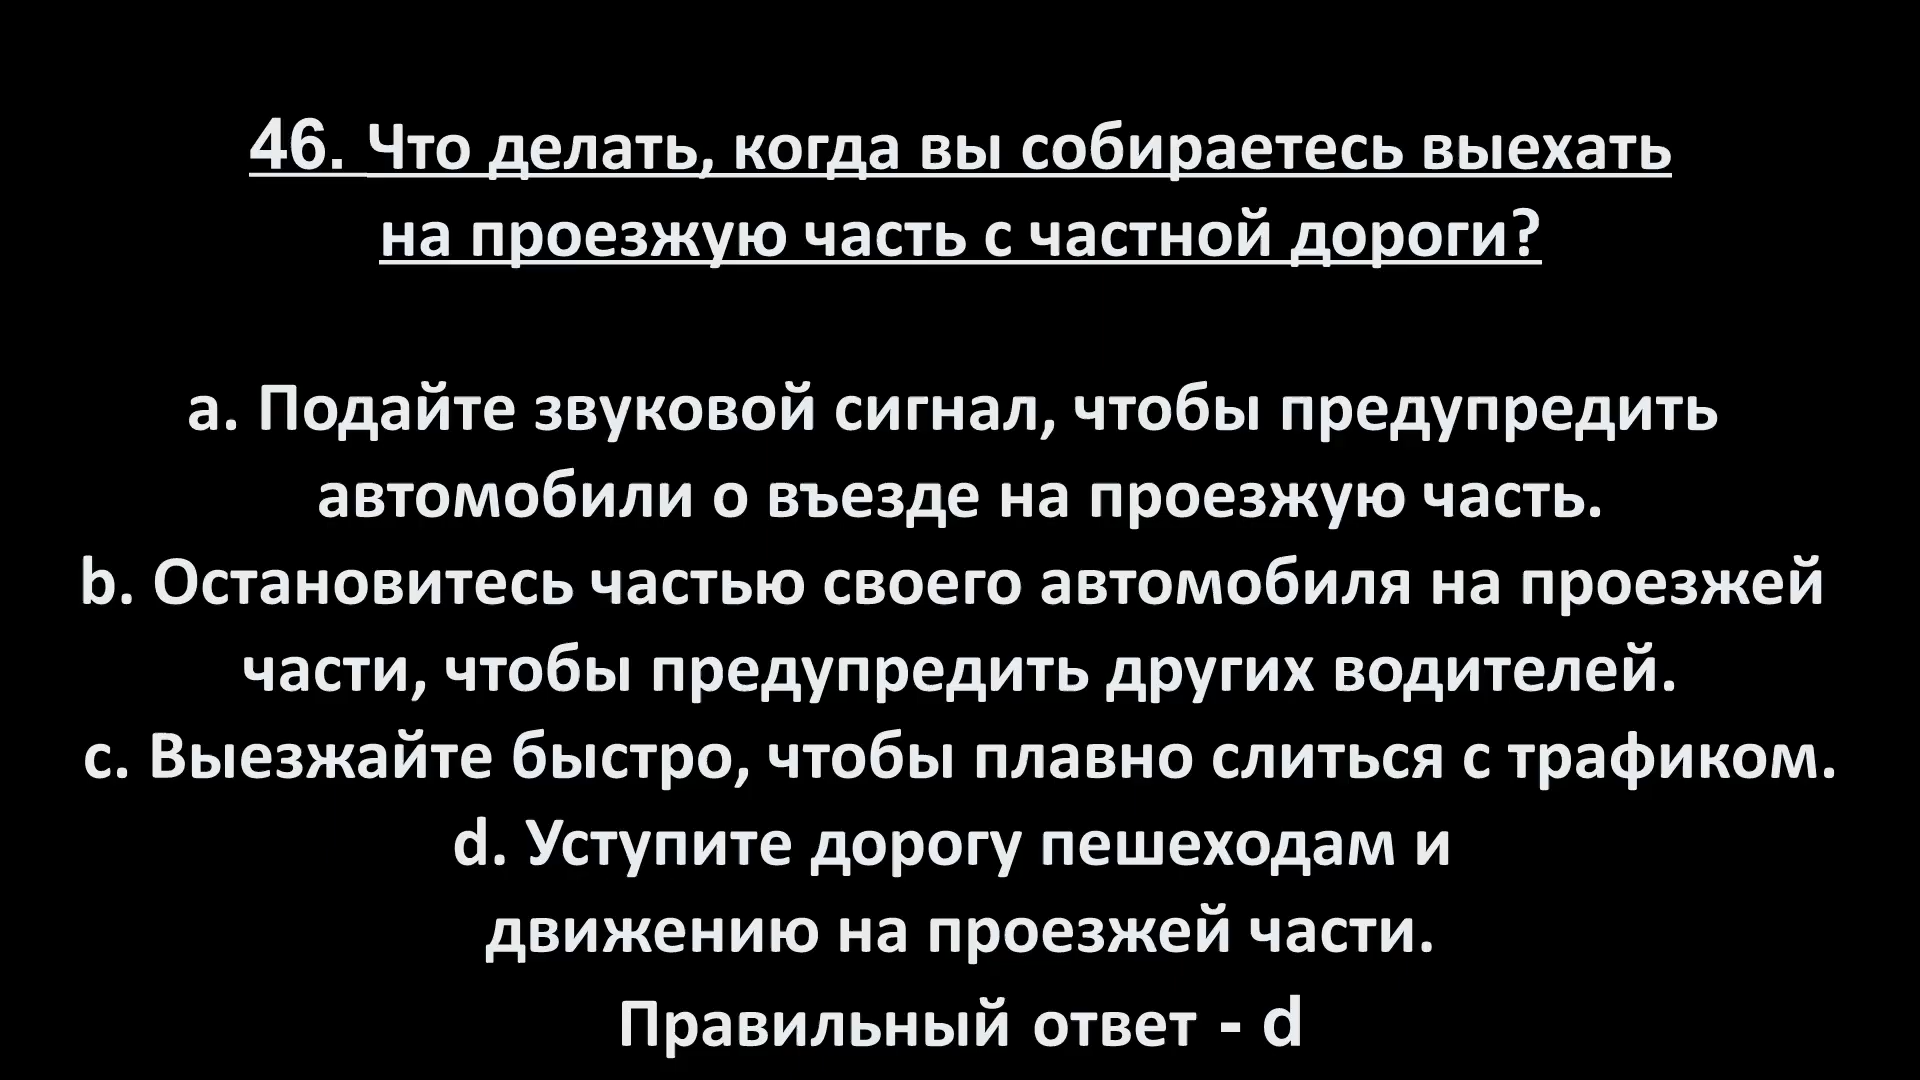 46. Что делать, когда вы собираетесь выехать
на проезжую часть с частной дороги?
a. Подайте звуковой сигнал, чтобы предупредить
автомобили о въезде на проезжую часть.
b. Остановитесь частью своего автомобиля на проезжей
части, чтобы предупредить других водителей.
c. Выезжайте быстро, чтобы плавно слиться с трафиком.
d. Уступите дорогу пешеходам и
движению на проезжей части.
Правильный ответ - d